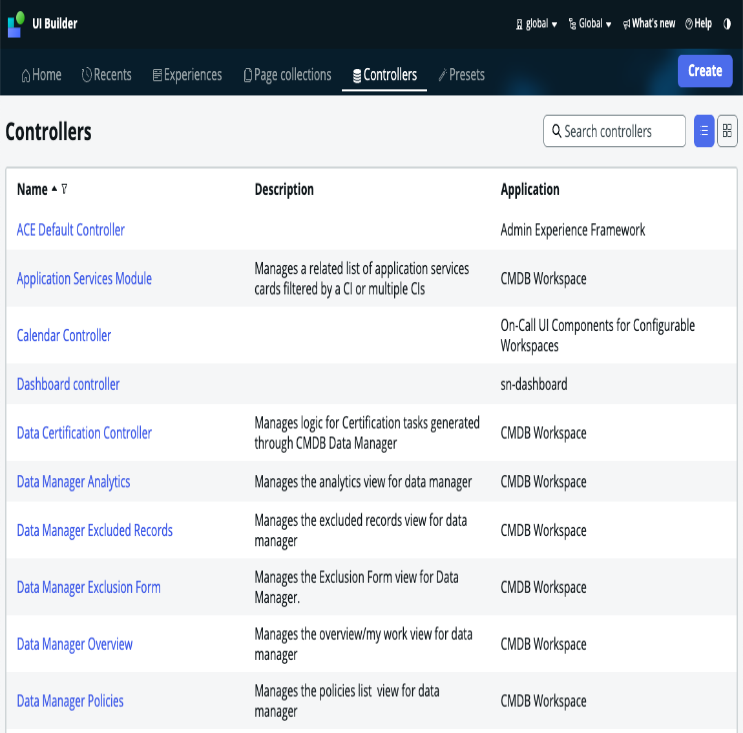 UI Builder
global Global What's new Help
Home Recents Experiences Page collections Controllers Presets Create
Controllers
Search controllers
Name Description Application
ACE Default Controller Admin Experience Framework
Application Services Module Manages a related list of application services cards filtered by a CI or multiple CIs CMDB Workspace
Calendar Controller On-Call UI Components for Configurable Workspaces
Dashboard controller sn-dashboard
Data Certification Controller Manages logic for Certification tasks generated through CMDB Data Manager CMDB Workspace
Data Manager Analytics Manages the analytics view for data manager CMDB Workspace
Data Manager Excluded Records Manages the excluded records view for data manager CMDB Workspace
Data Manager Exclusion Form Manages the Exclusion Form view for Data Manager. CMDB Workspace
Data Manager Overview Manages the overview/my work view for data manager CMDB Workspace
Data Manager Policies Manages the policies list view for data manager CMDB Workspace